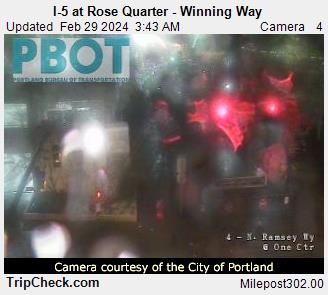 I-5 at Rose Quarter - Winning Way
Updated Feb 29 2024 3:43 AM Camera 4
PBOT
PORTLAND BUREAU OF TRANSPORTATION
4 - N. Ramsey Wy
@ One Ctr
Camera courtesy of the City of Portland
TripCheck.com Milepost302.00